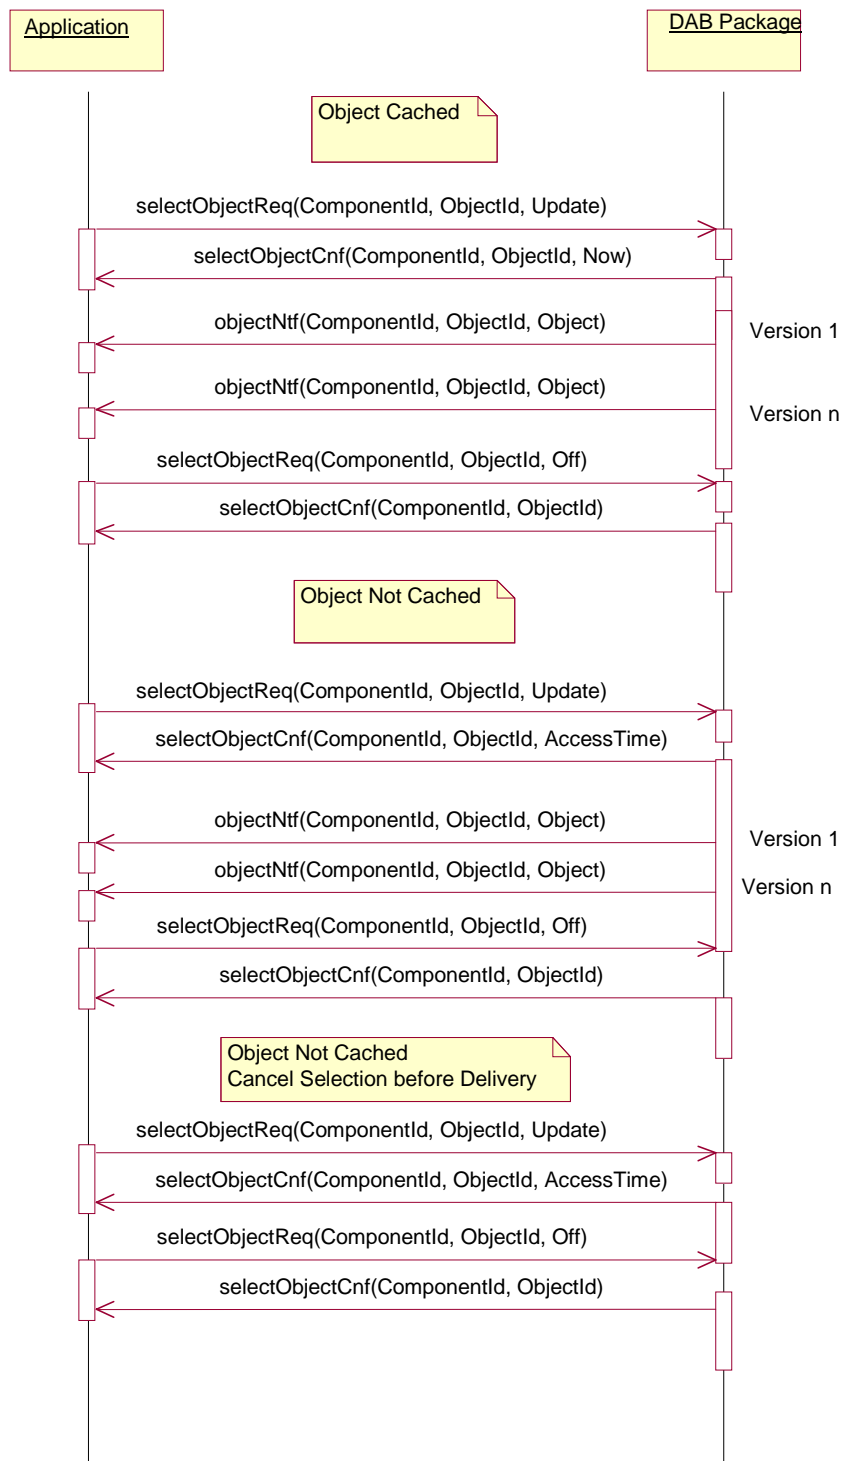 Application
DAB Package
Object Cached
selectObjectReq(ComponentId, ObjectId, Update)
selectObjectCnf(ComponentId, ObjectId, Now)
objectNtf(ComponentId, ObjectId, Object)
Version 1
objectNtf(ComponentId, ObjectId, Object)
Version n
selectObjectReq(ComponentId, ObjectId, Off)
selectObjectCnf(ComponentId, ObjectId)
Object Not Cached
selectObjectReq(ComponentId, ObjectId, Update)
selectObjectCnf(ComponentId, ObjectId, AccessTime)
objectNtf(ComponentId, ObjectId, Object)
Version 1
objectNtf(ComponentId, ObjectId, Object)
Version n
selectObjectReq(ComponentId, ObjectId, Off)
selectObjectCnf(ComponentId, ObjectId)
Object Not Cached
Cancel Selection before Delivery
selectObjectReq(ComponentId, ObjectId, Update)
selectObjectCnf(ComponentId, ObjectId, AccessTime)
selectObjectReq(ComponentId, ObjectId, Off)
selectObjectCnf(ComponentId, ObjectId)